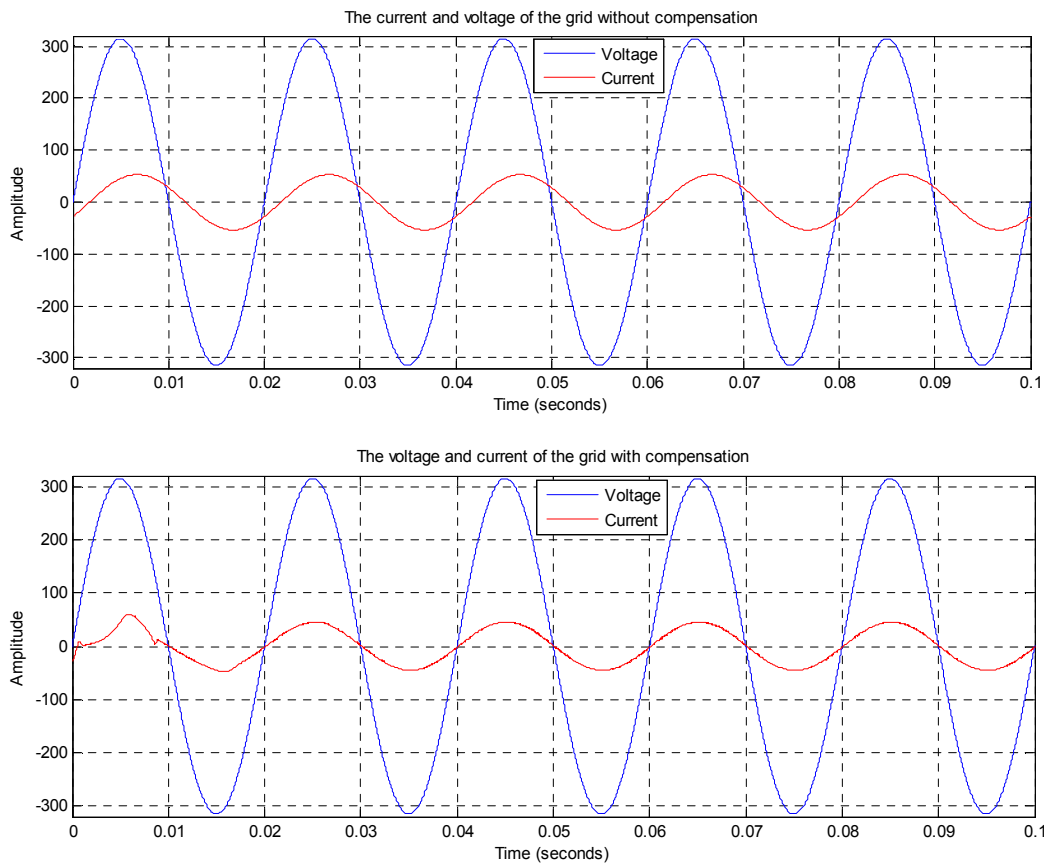 The current and voltage of the grid without compensation
300
200
100
0
-100
-200
-300
Amplitude
Voltage
Current
0 0.01 0.02 0.03 0.04 0.05 0.06 0.07 0.08 0.09 0.1
Time (seconds)
The voltage and current of the grid with compensation
300
200
100
0
-100
-200
-300
Amplitude
Voltage
Current
0 0.01 0.02 0.03 0.04 0.05 0.06 0.07 0.08 0.09 0.1
Time (seconds)